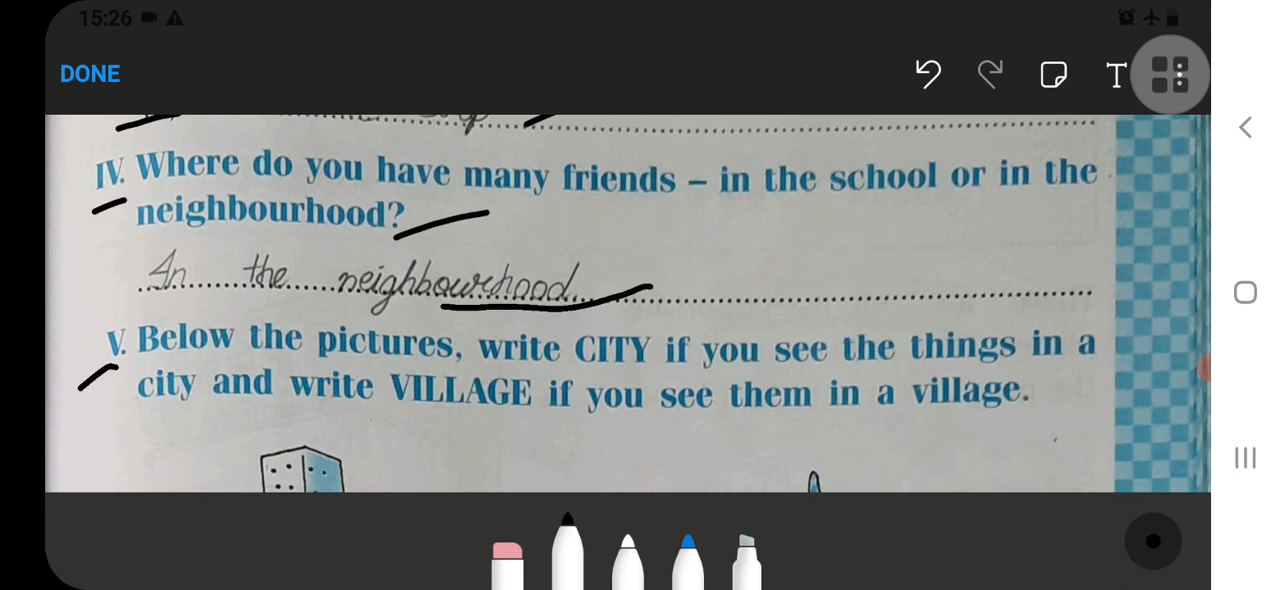 15:26
DONE
T
IV. Where do you have many friends – in the school or in the
neighbourhood?
In the neighbourhood.
V. Below the pictures, write CITY if you see the things in a
city and write VILLAGE if you see them in a village.